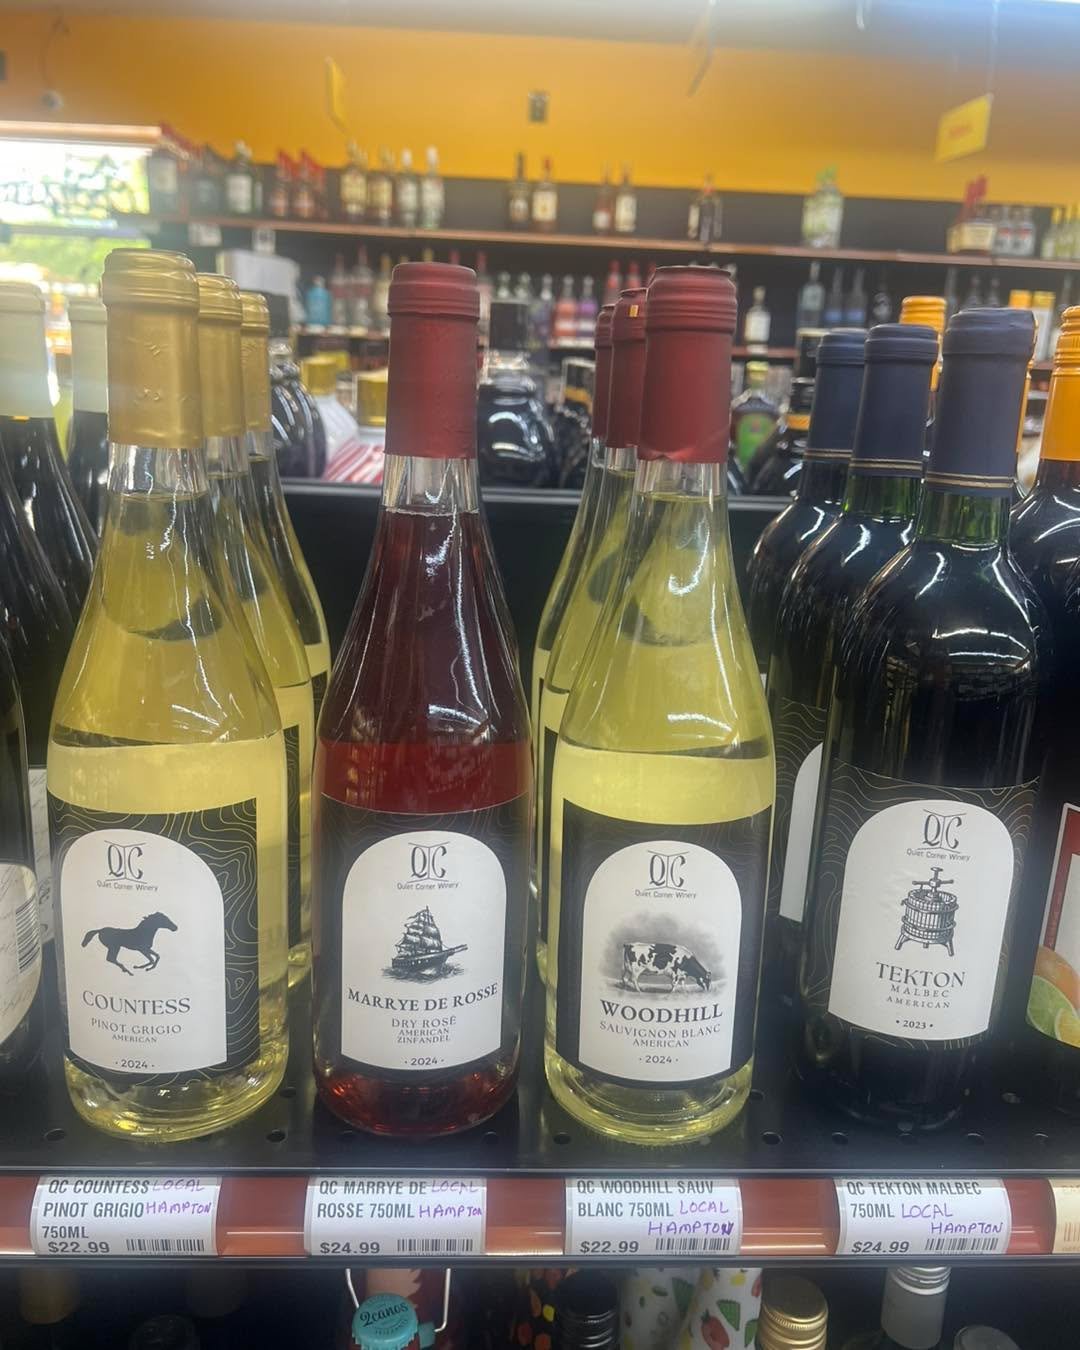 QC
Quiet Corner Winery
COUNTESS
PINOT GRIGIO
AMERICAN
· 2024 ·
QC
Quiet Corner Winery
MARRYE DE ROSSE
DRY ROSÉ
AMERICAN
ZINFANDEL
· 2024 ·
QC
Quiet Corner Winery
WOODHILL
SAUVIGNON BLANC
AMERICAN
· 2024 ·
QC
Quiet Corner Winery
TEKTON
MALBEC
AMERICAN
• 2023 •
QC COUNTESS LOCAL
PINOT GRIGIO HAMPTON
750ML
$22.99
QC MARRYE DE LOCAL
ROSSE 750ML HAMPTON
$24.99
QC WOODHILL SAUV
BLANC 750ML LOCAL
HAMPTON
$22.99
QC TEKTON MALBEC
750ML LOCAL
HAMPTON
$24.99
2canos